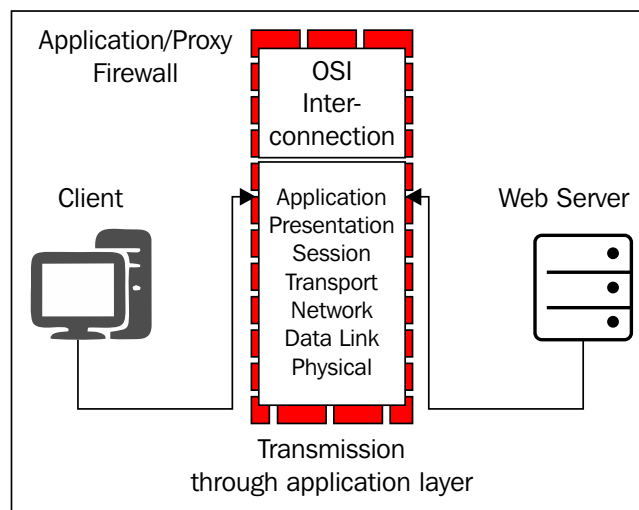 Application/Proxy
Firewall
OSI
Inter-
connection
Client
Application
Presentation
Session
Transport
Network
Data Link
Physical
Web Server
Transmission
through application layer